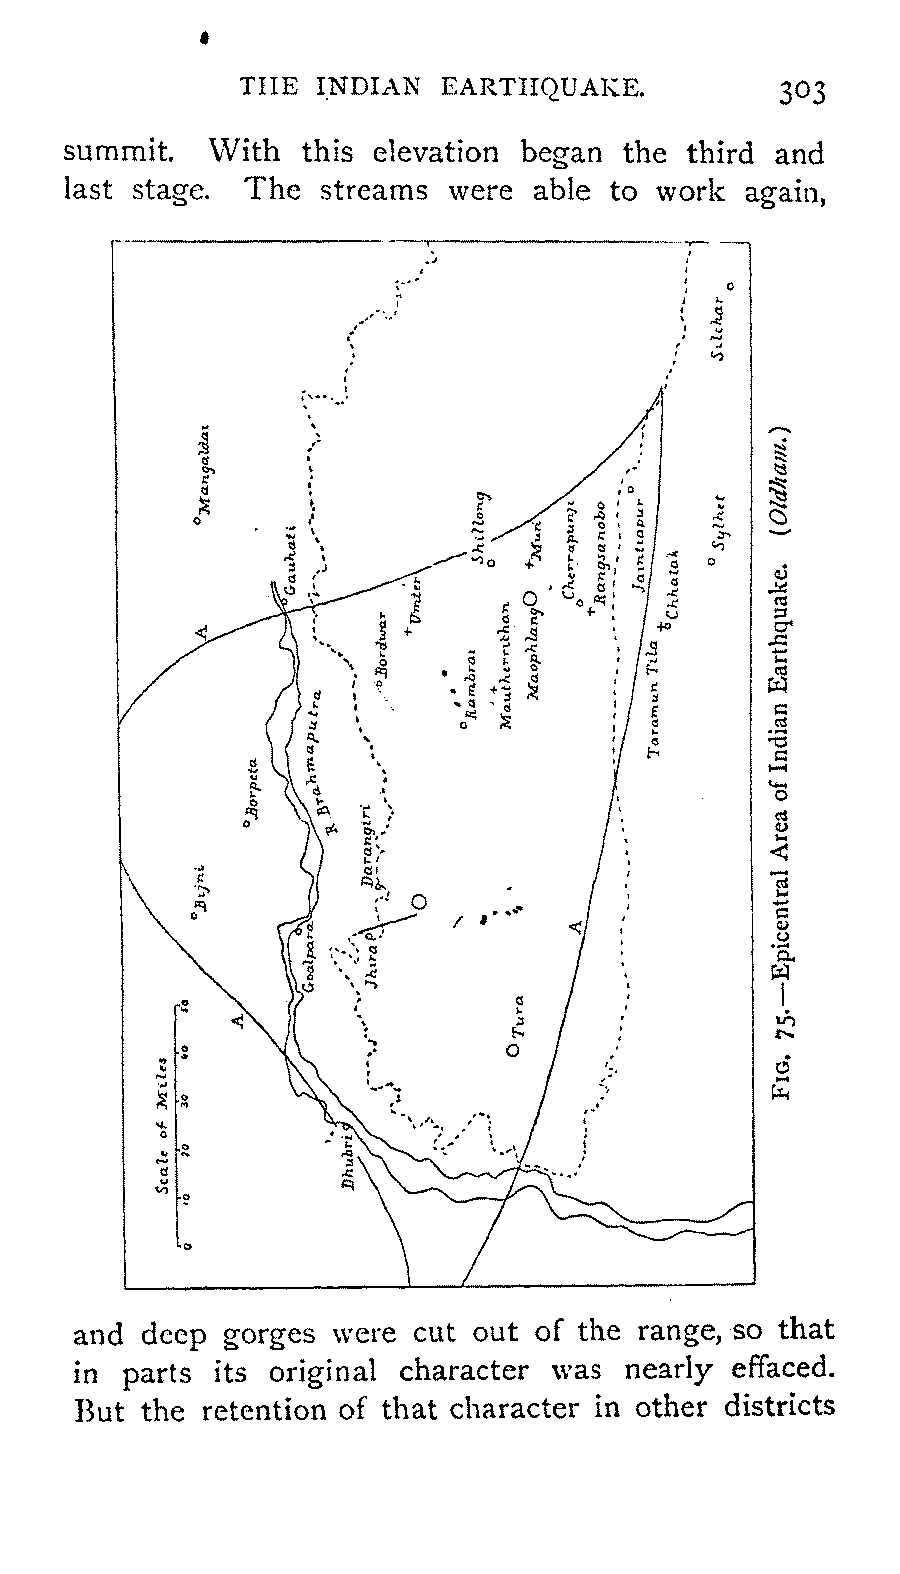 THE INDIAN EARTHQUAKE. 303
summit. With this elevation began the third and
last stage. The streams were able to work again,
Silchar
Mangaldai
Shillong
Sylhet
Gauhati
Mun
Cherrapunji
Rangsanobo
Jaintiapur
Chhatak
A
Umter
Bordwar
Maophlang
Mautherrichan
Rambrai
Taramun Tila
R. Brahmaputra
Borpeta
Darangiri
Bijni
Goalpara
Jhira
A
A
Tura
Dhubri
Scale of Miles
0 10 20 30 40 50
FIG. 75.—Epicentral Area of Indian Earthquake. (Oldham.)
and deep gorges were cut out of the range, so that
in parts its original character was nearly effaced.
But the retention of that character in other districts